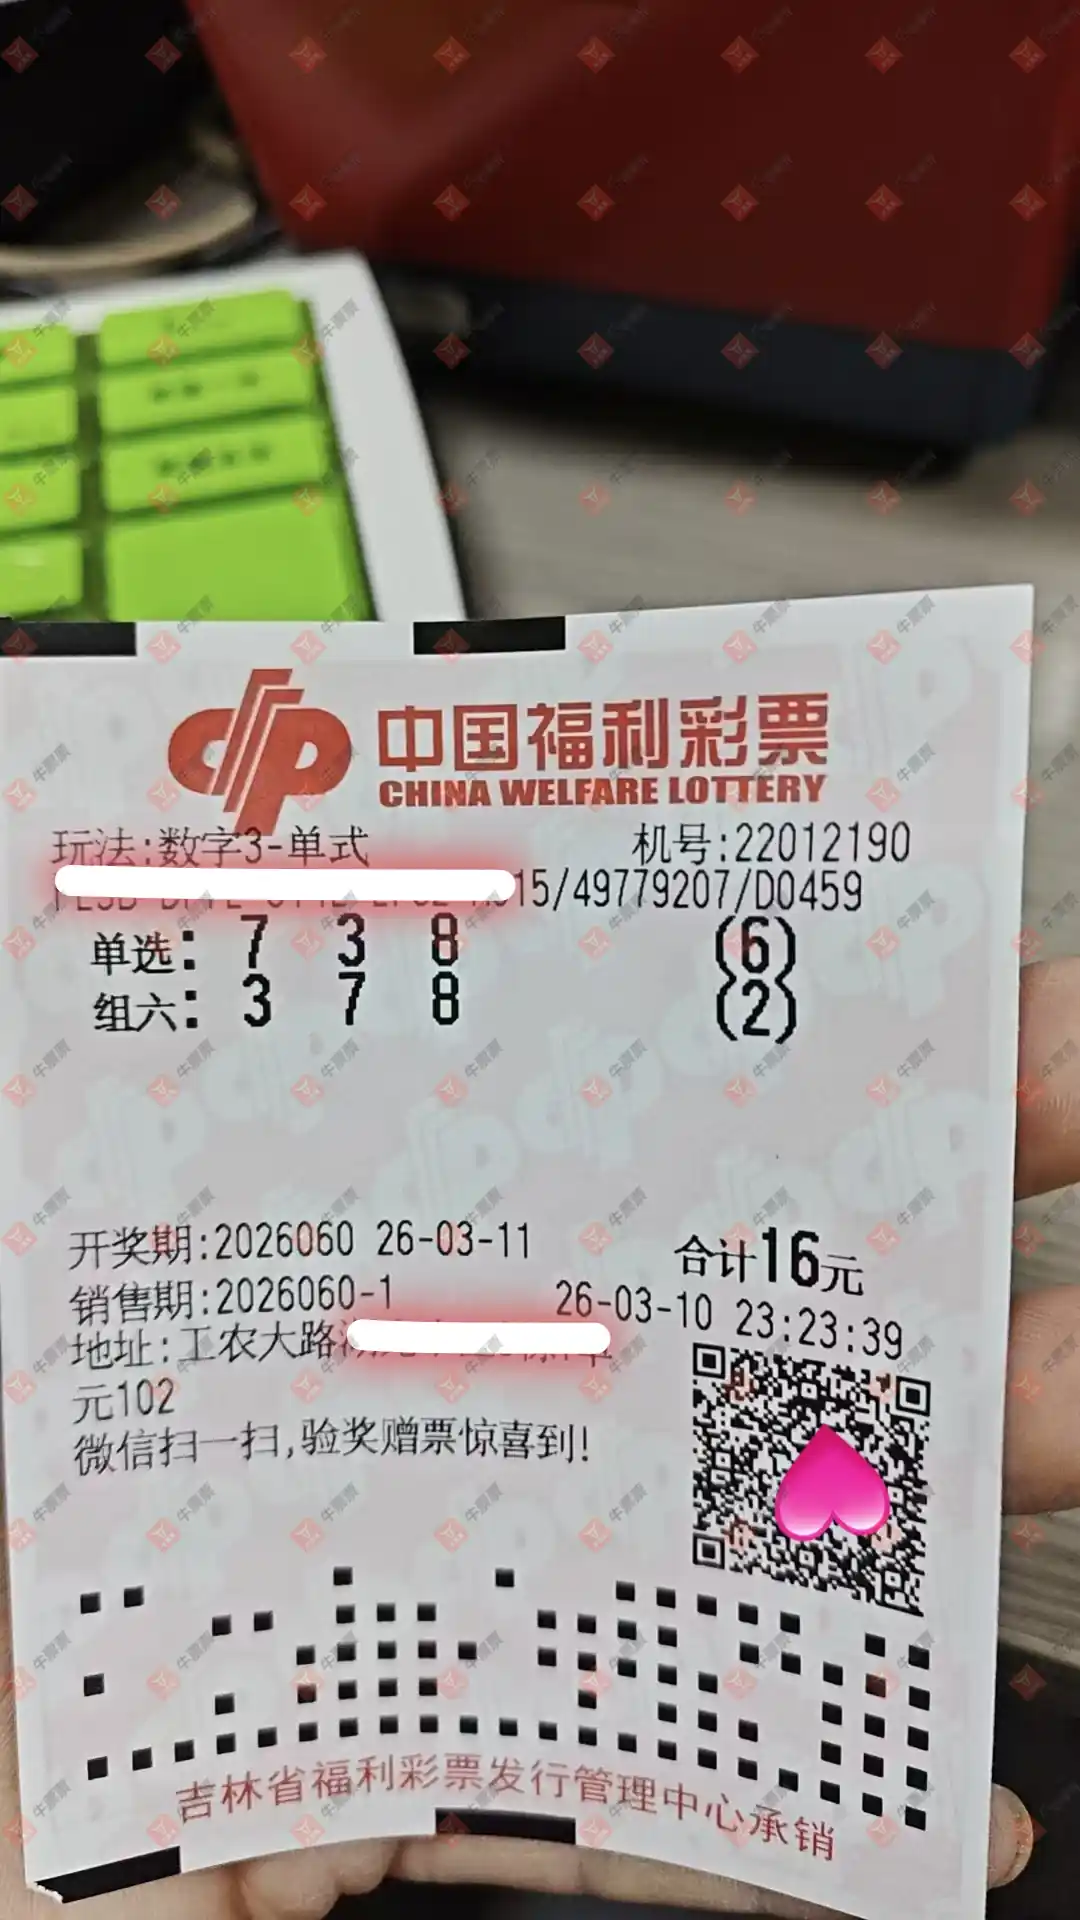 中国福利彩票
CHINA WELFARE LOTTERY
玩法:数字3-单式 机号:22012190
15/49779207/D0459
单选: 7 3 8 (6)
组六: 3 7 8 (2)
开奖期:2026060 26-03-11 合计16元
销售期:2026060-1 26-03-10 23:23:39
地址:工农大路
元102
微信扫一扫,验奖赠票惊喜到!
吉林省福利彩票发行管理中心承销
牛票票